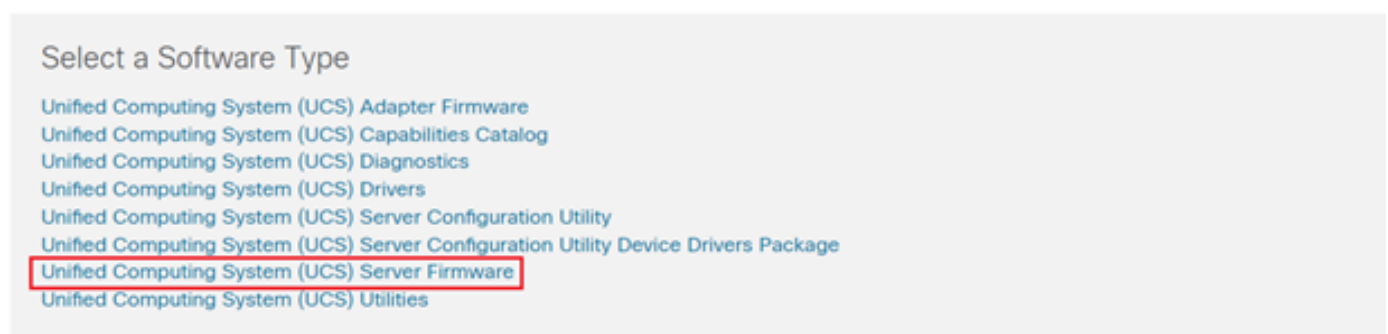 Select a Software Type
Unified Computing System (UCS) Adapter Firmware
Unified Computing System (UCS) Capabilities Catalog
Unified Computing System (UCS) Diagnostics
Unified Computing System (UCS) Drivers
Unified Computing System (UCS) Server Configuration Utility
Unified Computing System (UCS) Server Configuration Utility Device Drivers Package
Unified Computing System (UCS) Server Firmware
Unified Computing System (UCS) Utilities